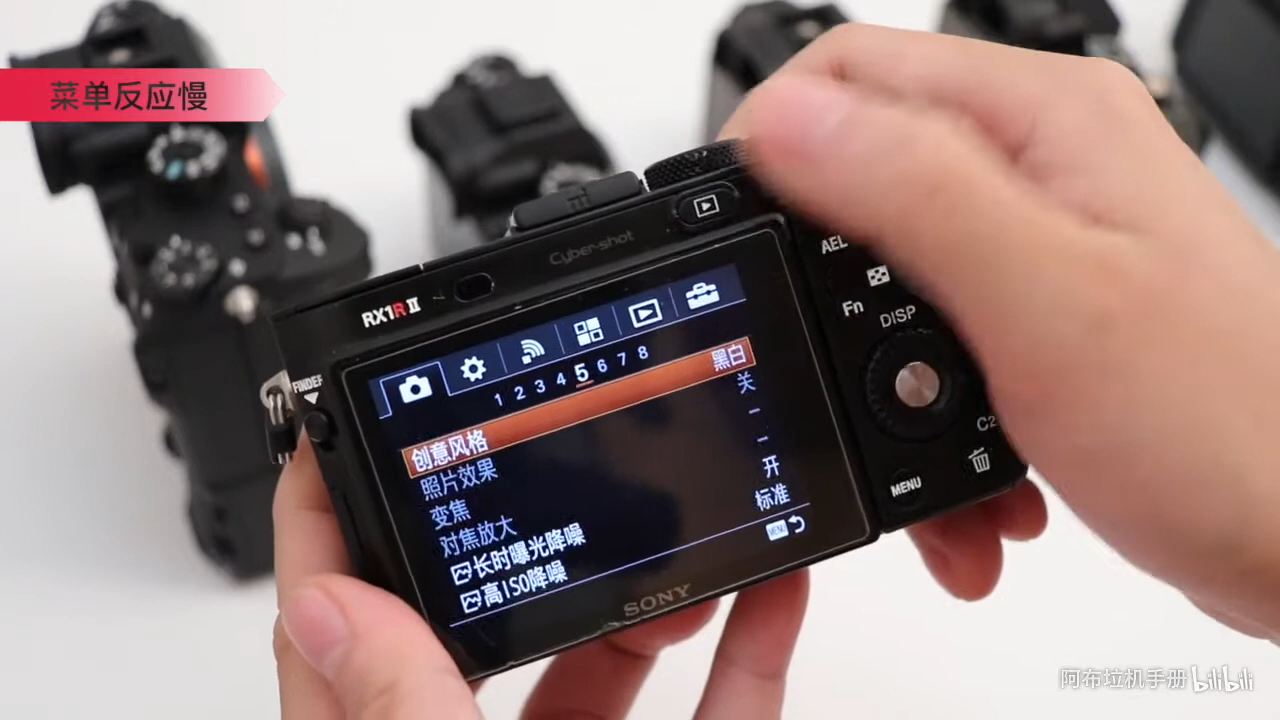 菜单反应慢
Cyber-shot
RX1R II
FINDER
AEL
Fn
DISP
C2
MENU
1 2 3 4 5 6 7 8
创意风格 黑白
照片效果 关
变焦 –
对焦放大 –
长时曝光降噪 开
高ISO降噪 标准
MENU
SONY
阿布垃机手册 bilibili